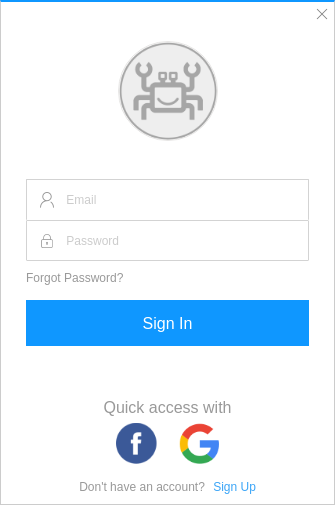 Email
Password
Forgot Password?
Sign In
Quick access with
Don't have an account? Sign Up